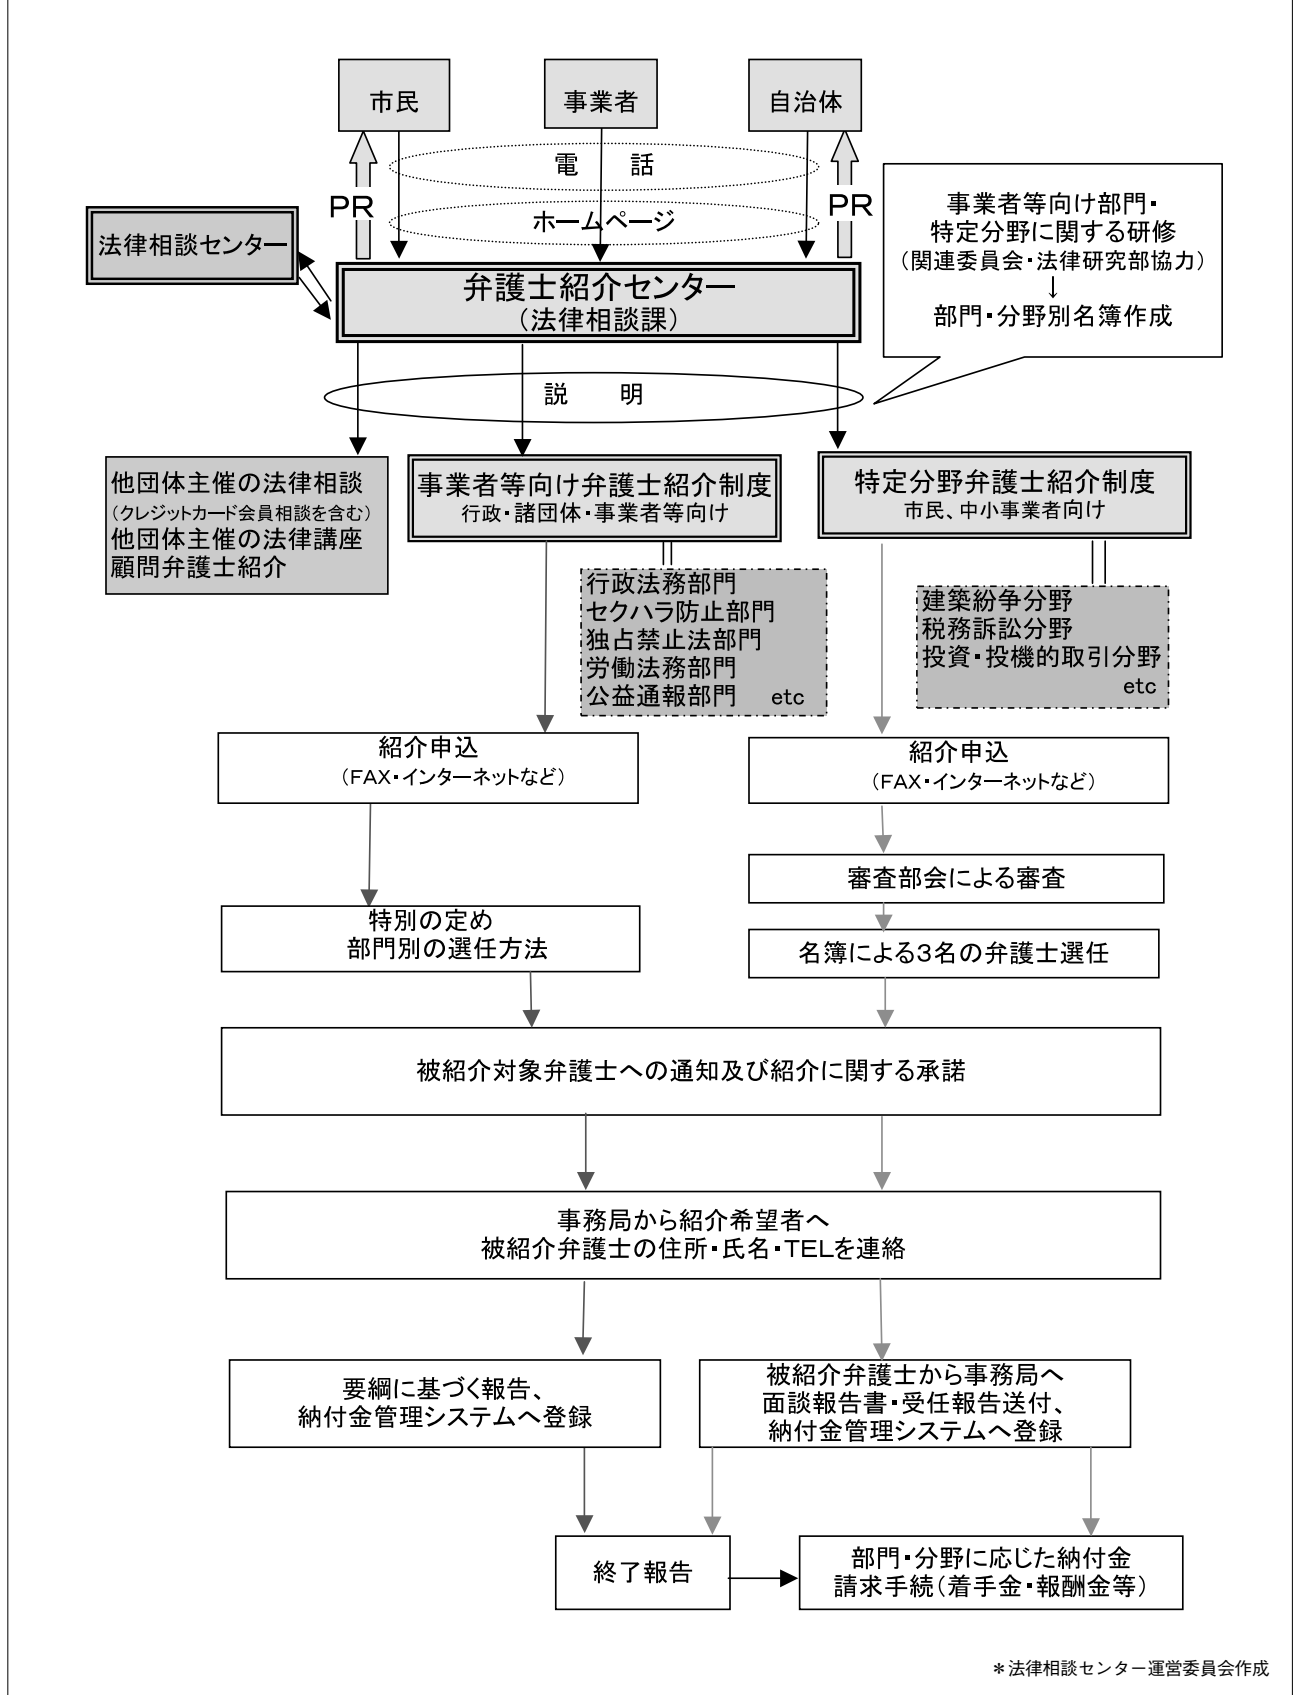 市民
事業者
自治体
電　　話
PR
PR
ホームページ
法律相談センター
事業者等向け部門・
特定分野に関する研修
（関連委員会・法律研究部協力）
↓
部門・分野別名簿作成
弁護士紹介センター
（法律相談課）
説　　明
他団体主催の法律相談
（クレジットカード会員相談を含む）
他団体主催の法律講座
顧問弁護士紹介
事業者等向け弁護士紹介制度
行政・諸団体・事業者等向け
特定分野弁護士紹介制度
市民、中小事業者向け
行政法務部門
セクハラ防止部門
独占禁止法部門
労働法務部門
公益通報部門　etc
建築紛争分野
税務訴訟分野
投資・投機的取引分野
etc
紹介申込
（FAX・インターネットなど）
紹介申込
（FAX・インターネットなど）
審査部会による審査
特別の定め
部門別の選任方法
名簿による３名の弁護士選任
被紹介対象弁護士への通知及び紹介に関する承諾
事務局から紹介希望者へ
被紹介弁護士の住所・氏名・TELを連絡
要綱に基づく報告、
納付金管理システムへ登録
被紹介弁護士から事務局へ
面談報告書・受任報告送付、
納付金管理システムへ登録
終了報告
部門・分野に応じた納付金
請求手続（着手金・報酬金等）
＊法律相談センター運営委員会作成